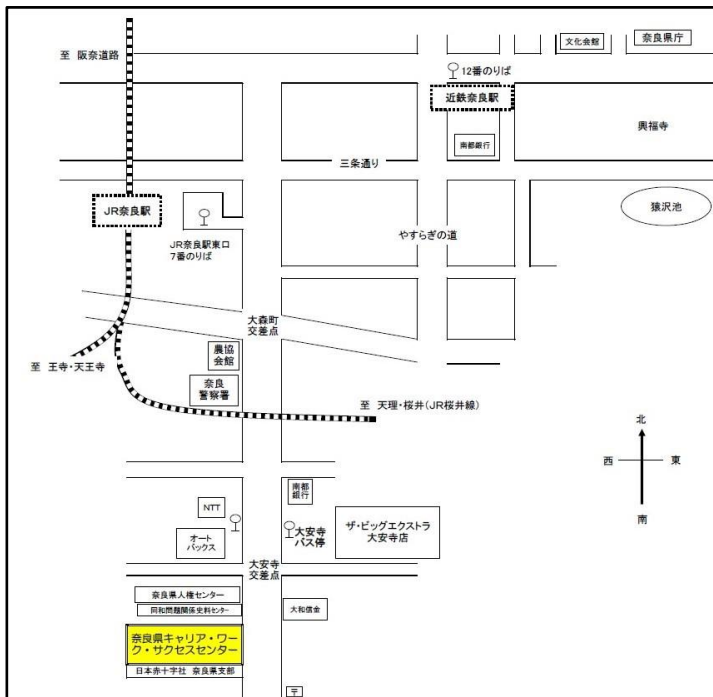 奈良県庁
文化会館
至 阪奈道路
12番のりば
近鉄奈良駅
興福寺
南都銀行
三条通り
JR奈良駅
猿沢池
JR奈良駅東口
7番のりば
やすらぎの道
大森町
交差点
農協
会館
至 王寺・天王寺
奈良
警察署
至 天理・桜井(JR桜井線)
北
西
東
南
南都
銀行
NTT
オート
バックス
大安寺
バス停
ザ・ビッグエクストラ
大安寺店
大安寺
交差点
奈良県人権センター
同和問題関係史料センター
大和信金
奈良県キャリア・ワー
ク・サクセスセンター
日本赤十字社 奈良県支部
〒